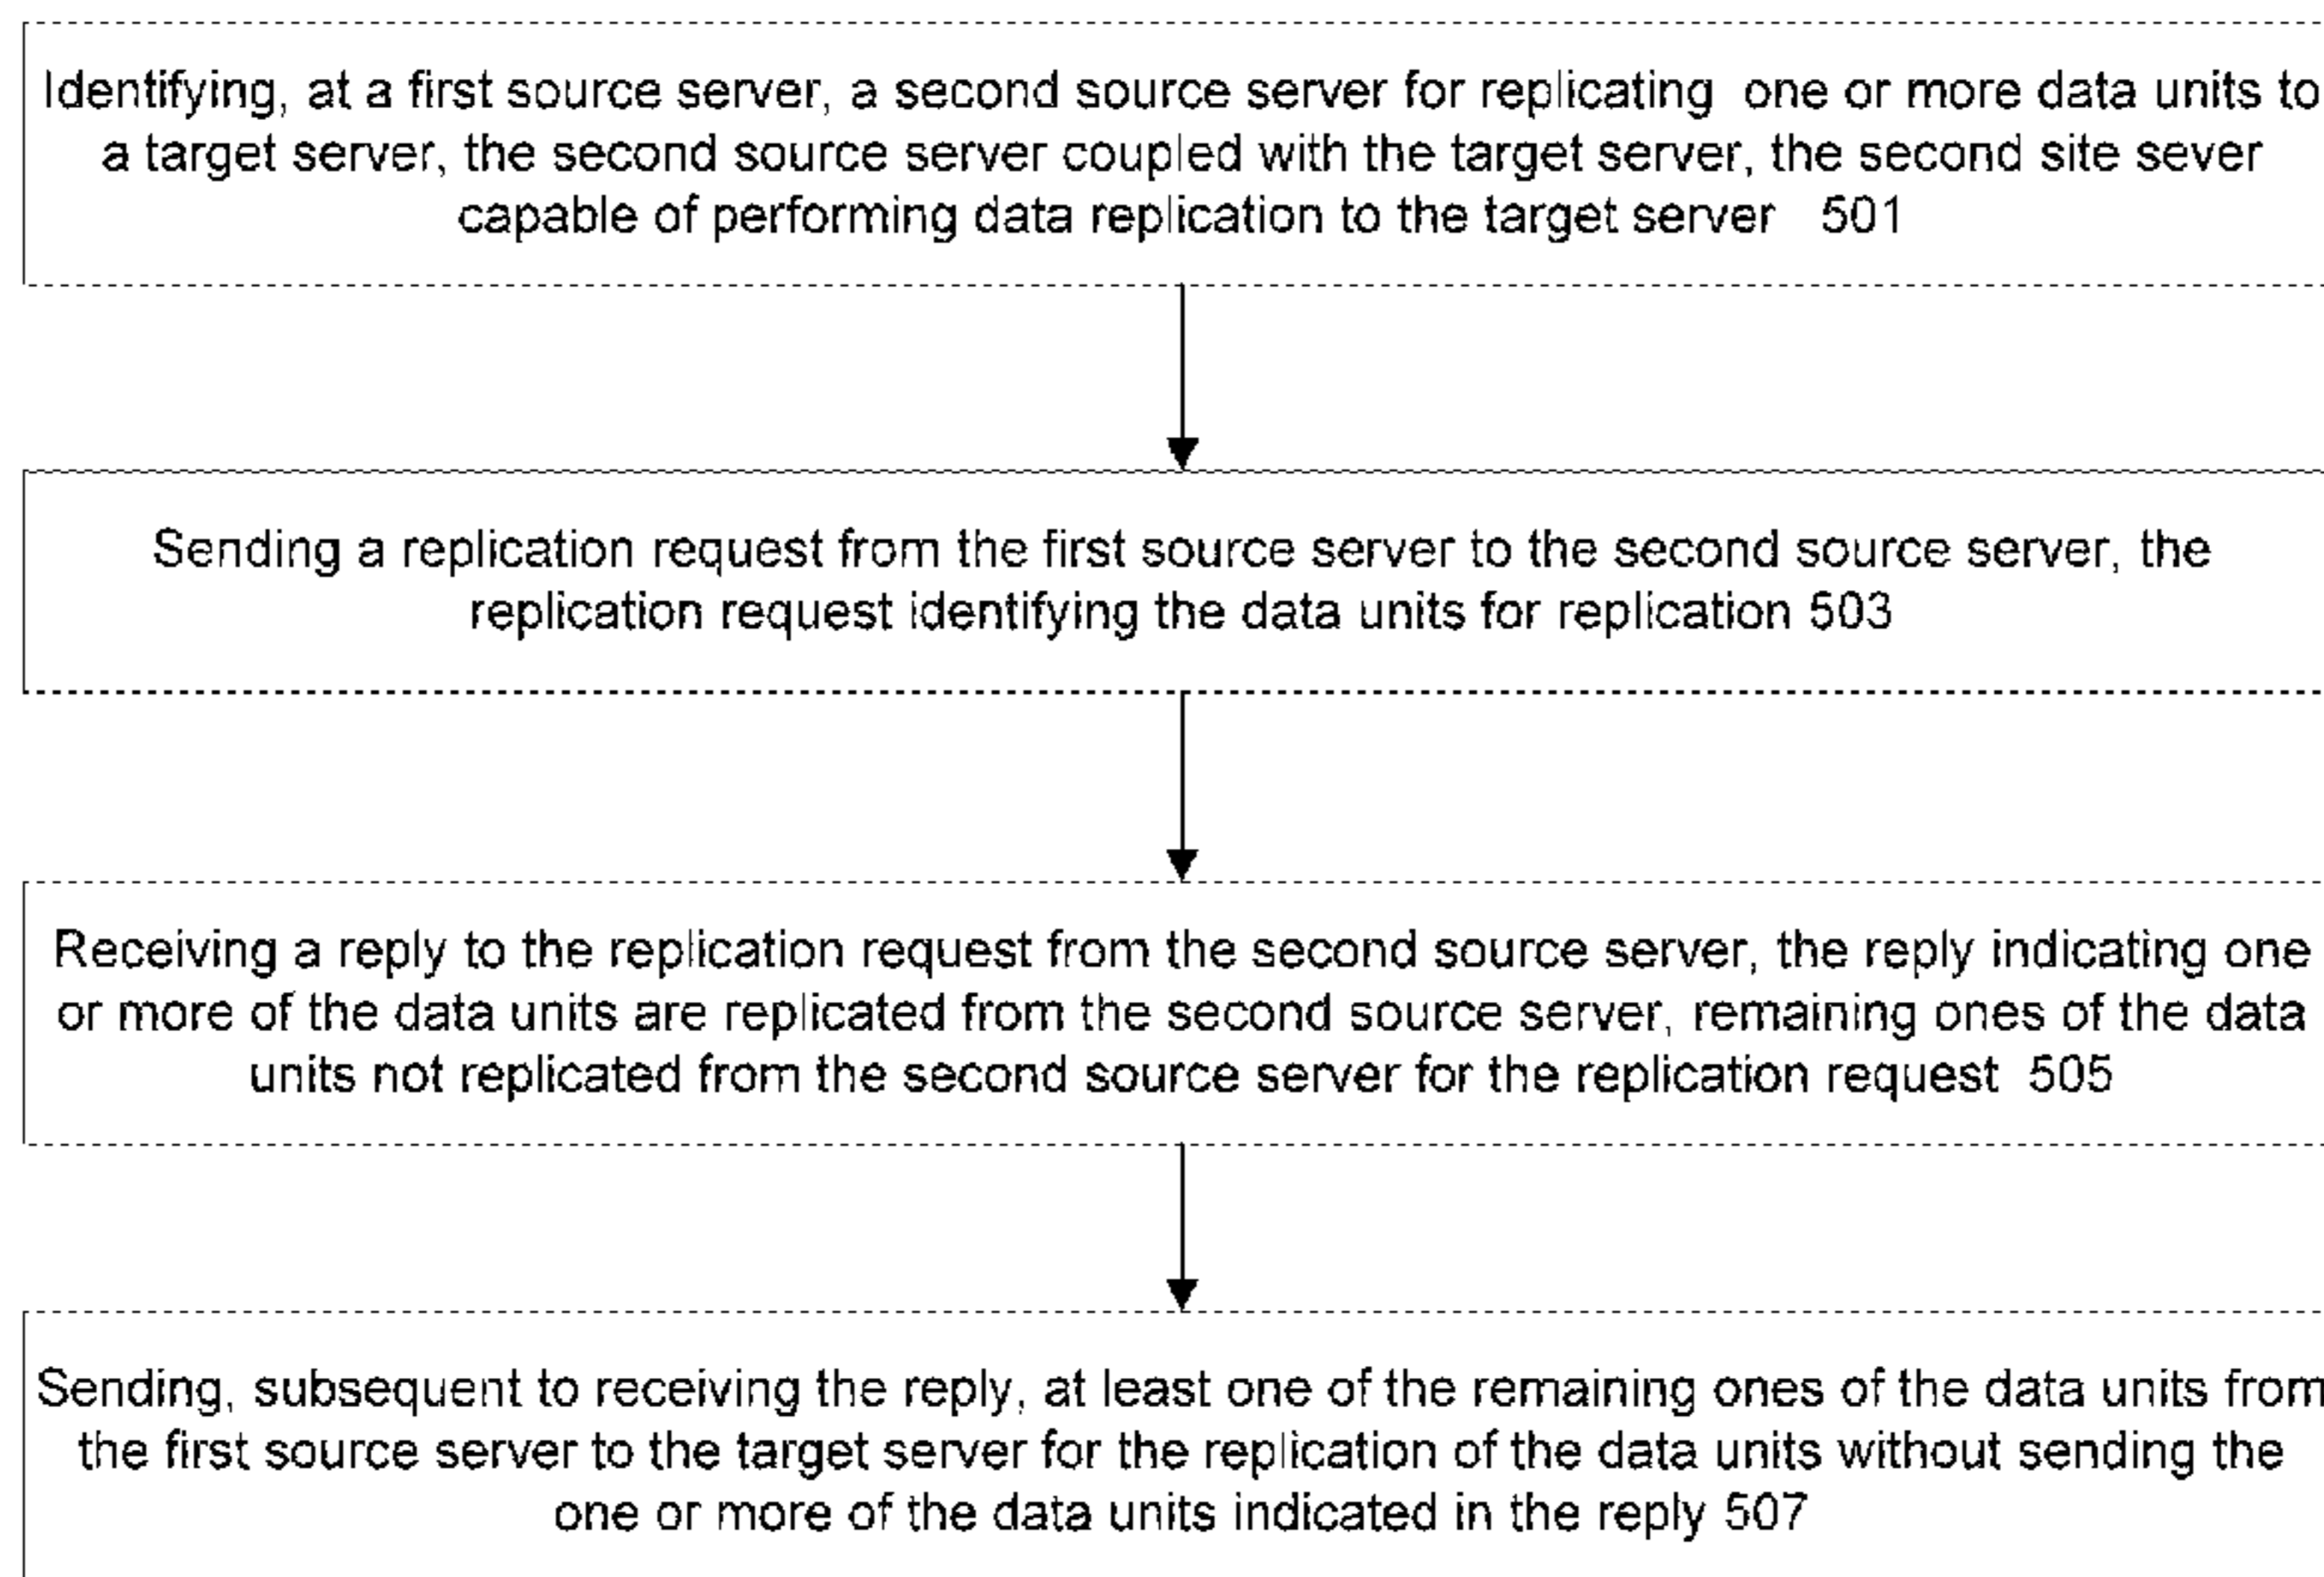 Identifying, at a first source server, a second source server for replicating one or more data units to
a target server, the second source server coupled with the target server, the second site sever
capable of performing data replication to the target server 501
Sending a replication request from the first source server to the second source server, the
replication request identifying the data units for replication 503
Receiving a reply to the replication request from the second source server, the reply indicating one
or more of the data units are replicated from the second source server, remaining ones of the data
units not replicated from the second source server for the replication request 505
Sending, subsequent to receiving the reply, at least one of the remaining ones of the data units from
the first source server to the target server for the replication of the data units without sending the
one or more of the data units indicated in the reply 507